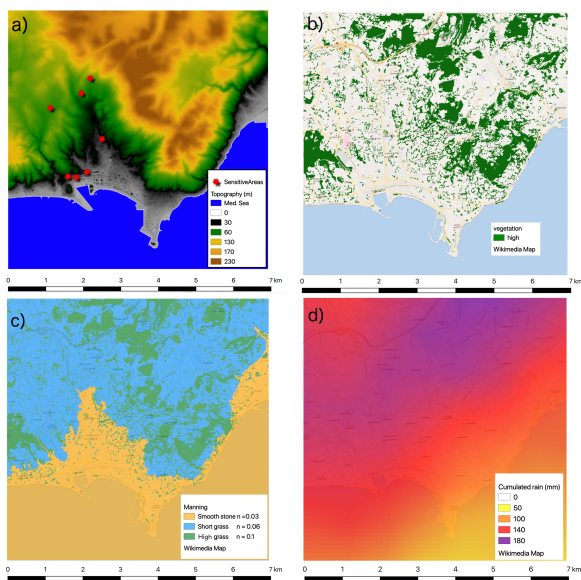 a)
SensitiveAreas
Topography (m)
Med. Sea
0
30
60
130
170
230
0 1 2 3 4 5 6 7 km
b)
vegetation
high
Wikimedia Map
0 1 2 3 4 5 6 7 km
c)
Manning
Smooth stone n =0.03
Short grass n = 0.06
High grass n = 0.1
Wikimedia Map
0 1 2 3 4 5 6 7 km
d)
Cumulated rain (mm)
0
50
100
140
180
Wikimedia Map
0 1 2 3 4 5 6 7 km